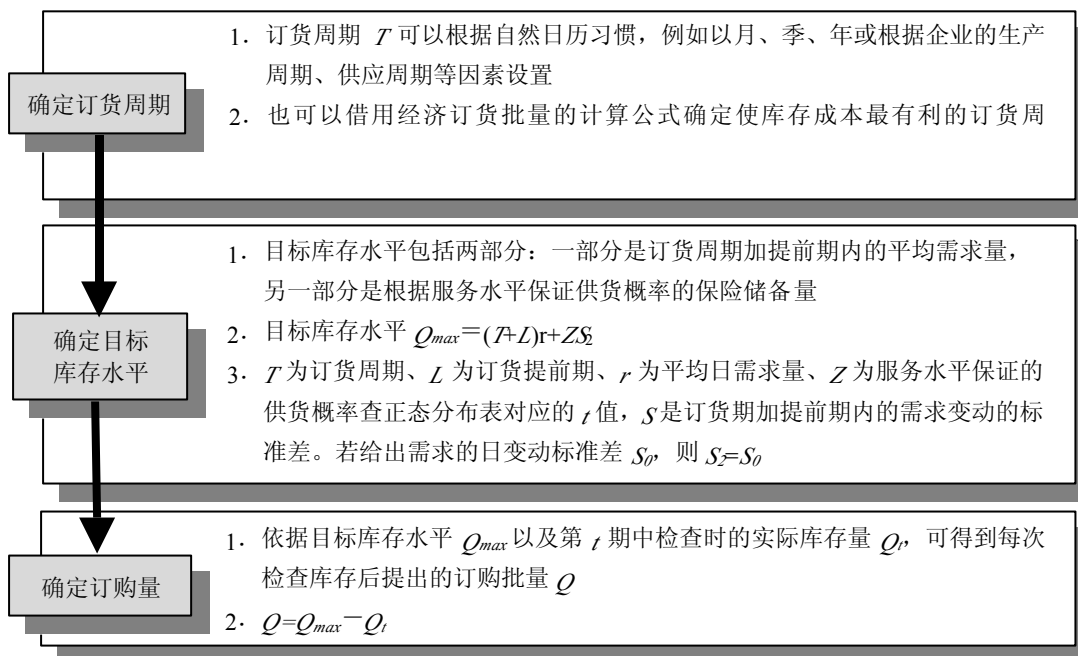 1. 订货周期 T 可以根据自然日历习惯，例如以月、季、年或根据企业的生产
周期、供应周期等因素设置
确定订货周期
2. 也可以借用经济订货批量的计算公式确定使库存成本最有利的订货周
1. 目标库存水平包括两部分：一部分是订货周期加提前期内的平均需求量，
另一部分是根据服务水平保证供货概率的保险储备量
确定目标
库存水平
2. 目标库存水平 Qmax＝(T+L)r+ZS2
3. T 为订货周期、L 为订货提前期、r 为平均日需求量、Z 为服务水平保证的
供货概率查正态分布表对应的 t 值，S是订货期加提前期内的需求变动的标
准差。若给出需求的日变动标准差 S0，则 S2=S0
1. 依据目标库存水平 Qmax 以及第 t 期中检查时的实际库存量 Qt，可得到每次
检查库存后提出的订购批量 Q
确定订购量
2. Q=Qmax－Qt